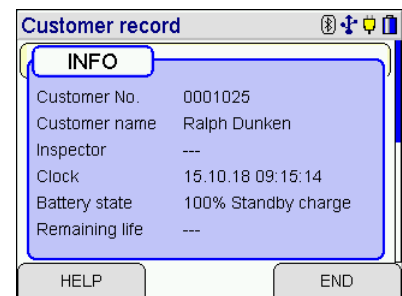 Customer record
INFO
Customer No. 0001025
Customer name Ralph Dunken
Inspector ---
Clock 15.10.18 09:15:14
Battery state 100% Standby charge
Remaining life ---
HELP END